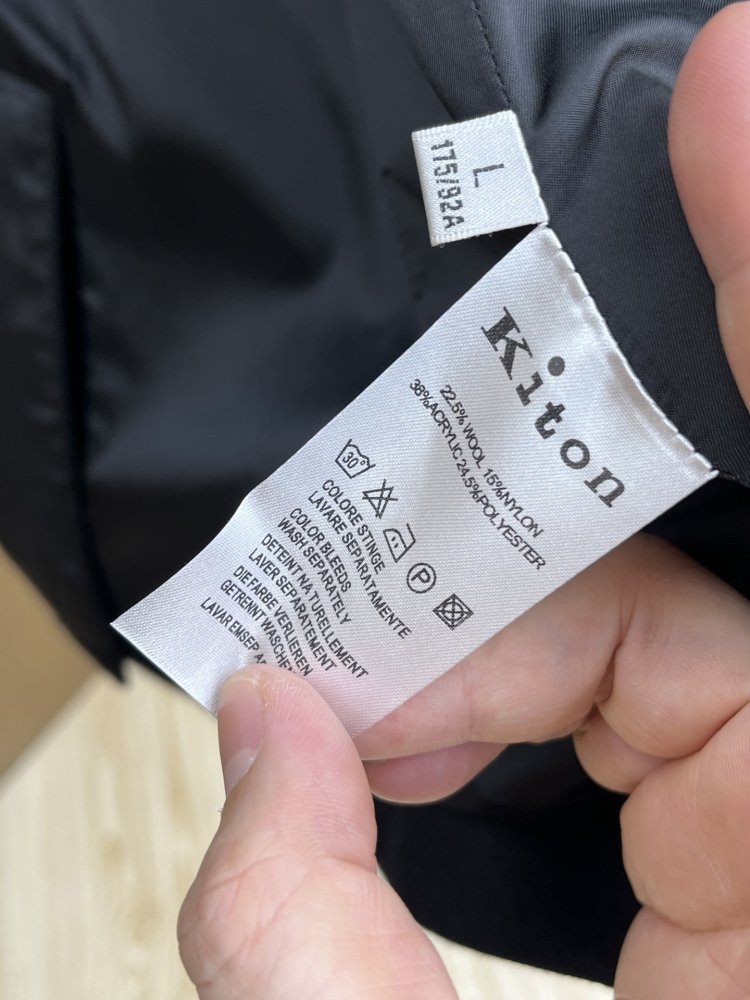 L
175/92A
Kiton
22.5% WOOL 15%NYLON
38%ACRYLIC 24.5%POLYESTER
30°
P
COLORE STINGE
LAVARE SEPARATAMENTE
COLOR BLEEDS
WASH SEPARATELY
DETEINT NATURELLEMENT
LAVER SEPAREMENT
DIE FARBE VERLIEREN
GETRENNT WASCHEN